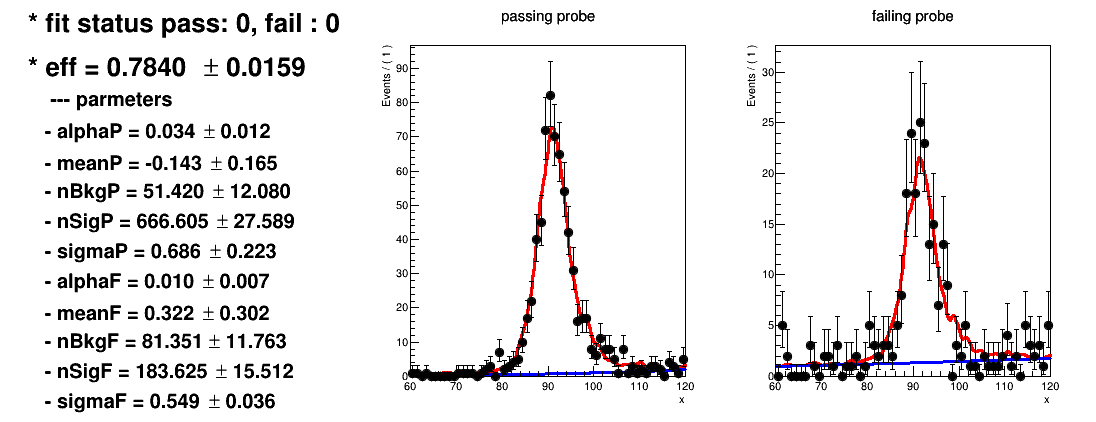 * fit status pass: 0, fail : 0
* eff = 0.7840 ± 0.0159
--- parmeters
- alphaP = 0.034 ± 0.012
- meanP = -0.143 ± 0.165
- nBkgP = 51.420 ± 12.080
- nSigP = 666.605 ± 27.589
- sigmaP = 0.686 ± 0.223
- alphaF = 0.010 ± 0.007
- meanF = 0.322 ± 0.302
- nBkgF = 81.351 ± 11.763
- nSigF = 183.625 ± 15.512
- sigmaF = 0.549 ± 0.036
passing probe
Events / ( 1 )
90
80
70
60
50
40
30
20
10
0
60 70 80 90 100 110 120
x
failing probe
Events / ( 1 )
30
25
20
15
10
5
0
60 70 80 90 100 110 120
x